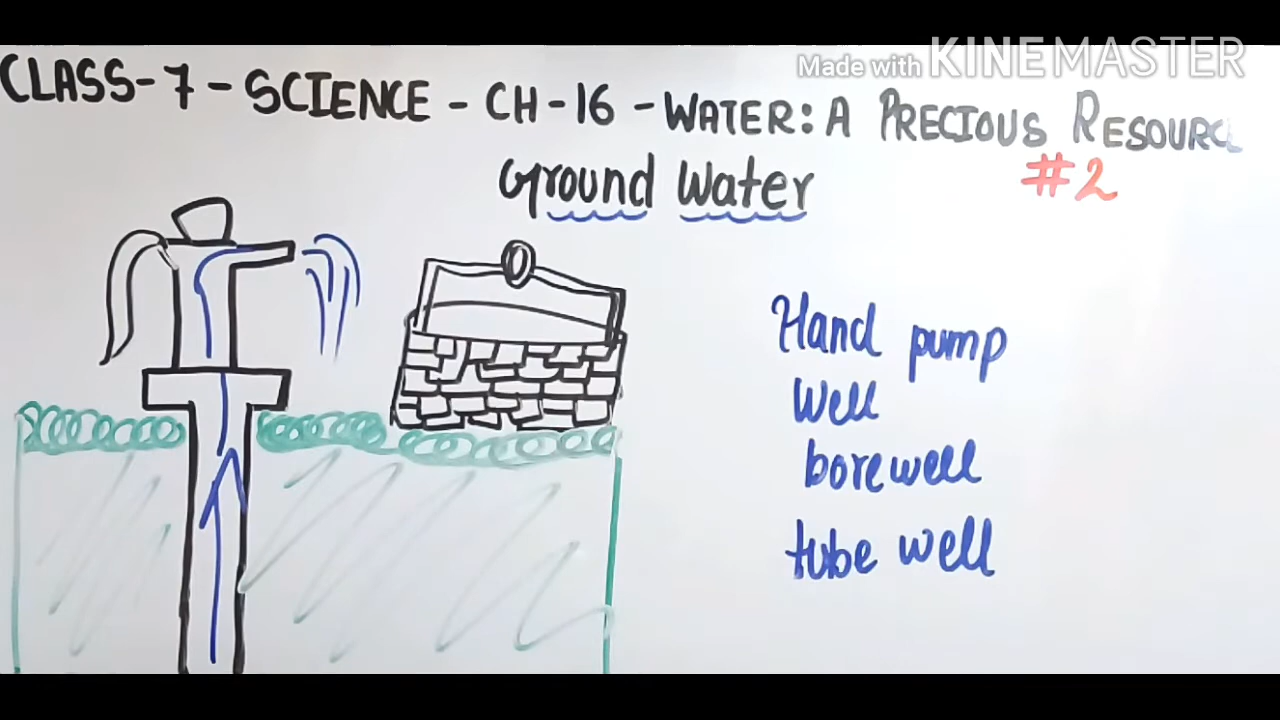 Made with KINEMASTER
CLASS-7-SCIENCE-CH-16-WATER: A PRECIOUS RESOURC
#2
Ground Water
Hand pump
Well
borewell
tube well